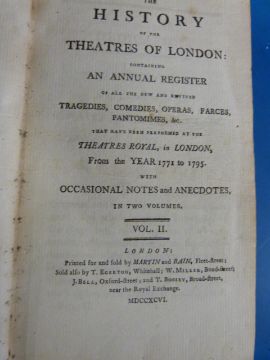 THE
HISTORY
OF THE
THEATRES OF LONDON:
CONTAINING
AN ANNUAL REGISTER
OF ALL THE NEW AND REVIVED
TRAGEDIES, COMEDIES, OPERAS, FARCES,
PANTOMIMES, &c.
THAT HAVE BEEN PERFORMED AT THE
THEATRES ROYAL, in LONDON,
From the YEAR 1771 to 1795.
WITH
OCCASIONAL NOTES and ANECDOTES.
IN TWO VOLUMES.
VOL. II.
LONDON:
Printed for and sold by MARTIN and BAIN, Fleet-Street;
Sold also by T. EGERTON, Whitehall; W. MILLER, Bond-street;
J. BELL, Oxford-street; and T. BOOSEY, Broad-street,
near the Royal Exchange.
MDCCXCVI.